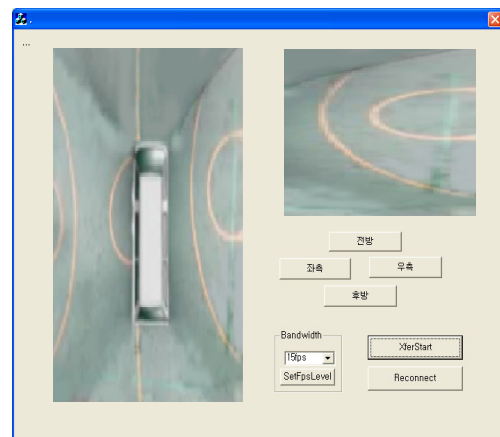 .
...
전방
좌측
우측
후방
Bandwidth
15fps
SetFpsLevel
XferStart
Reconnect